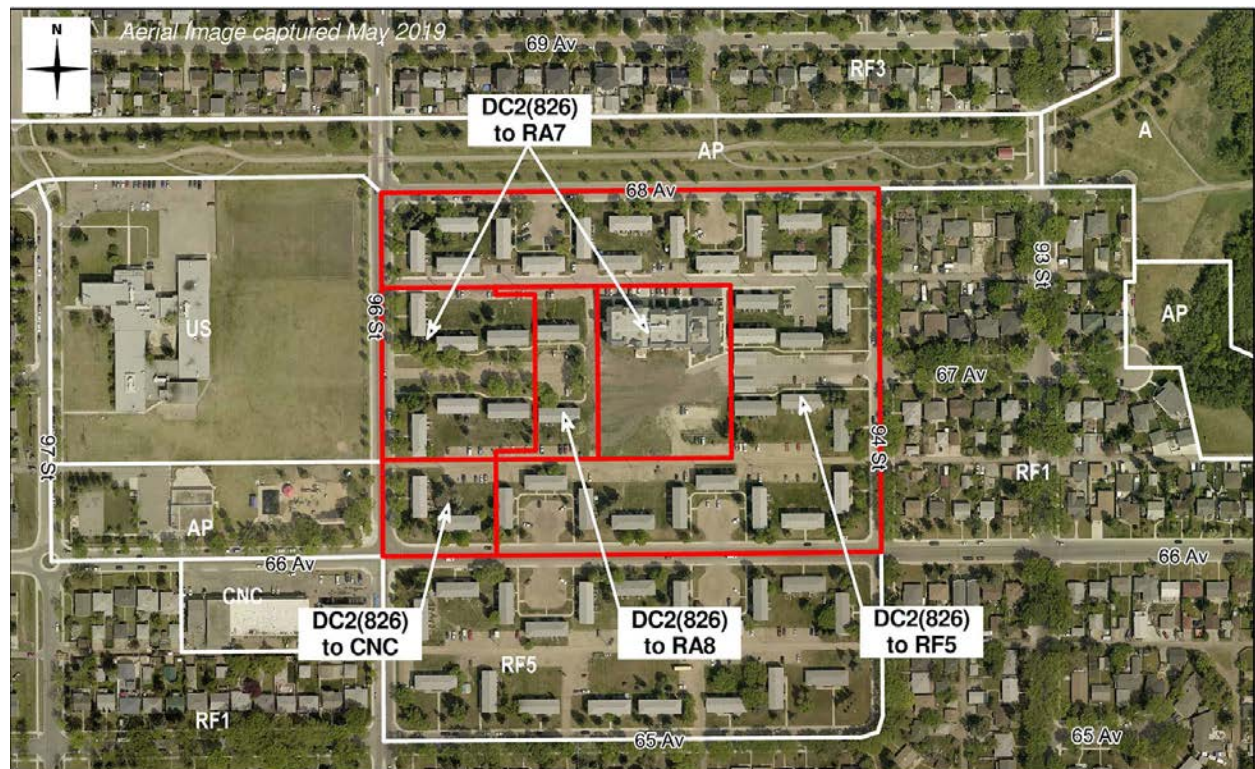 N
Aerial Image captured May 2019
69 Av
RF3
DC2(826)
to RA7
A
AP
68 Av
93 St
96 St
US
AP
67 Av
97 St
94 St
RF1
AP
66 Av
66 Av
CNC
DC2(826)
to CNC
DC2(826)
to RA8
DC2(826)
to RF5
RF5
RF1
65 Av
65 Av